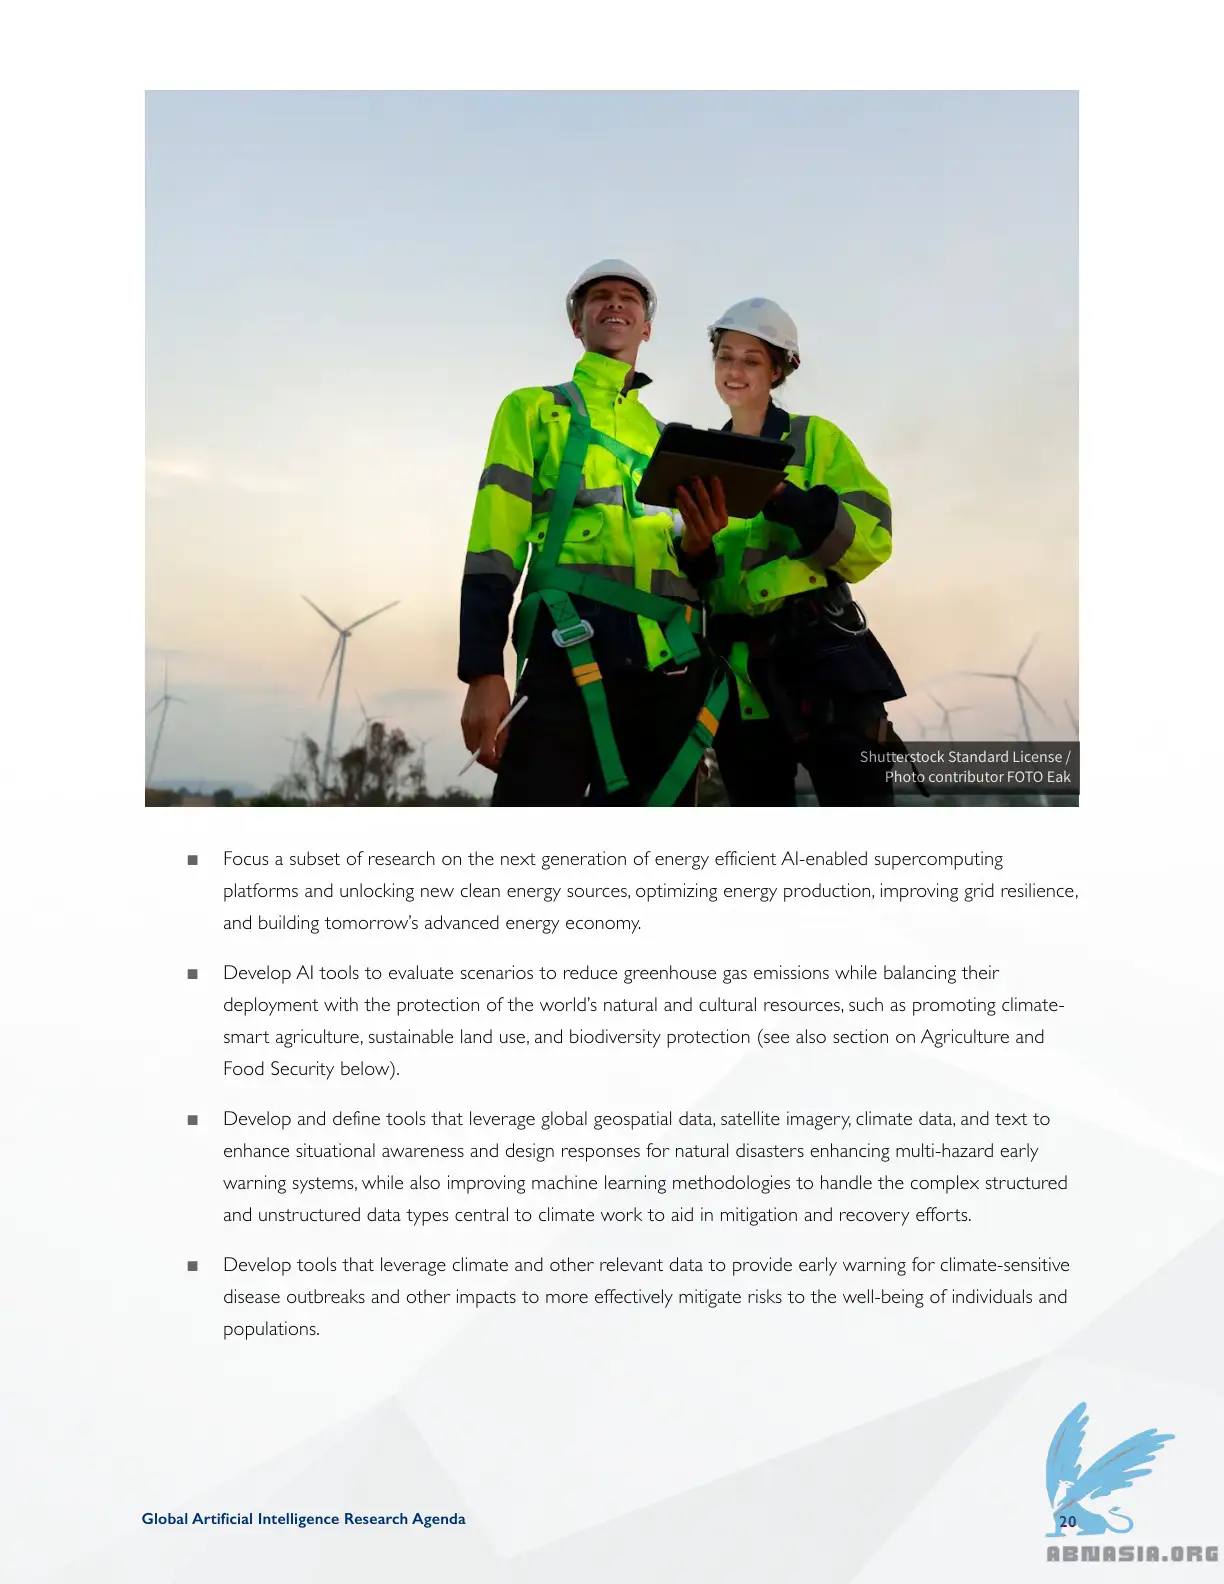 Shutterstock Standard License /
Photo contributor FOTO Eak
■ Focus a subset of research on the next generation of energy efficient AI-enabled supercomputing
platforms and unlocking new clean energy sources, optimizing energy production, improving grid resilience,
and building tomorrow’s advanced energy economy.
■ Develop AI tools to evaluate scenarios to reduce greenhouse gas emissions while balancing their
deployment with the protection of the world’s natural and cultural resources, such as promoting climate-
smart agriculture, sustainable land use, and biodiversity protection (see also section on Agriculture and
Food Security below).
■ Develop and define tools that leverage global geospatial data, satellite imagery, climate data, and text to
enhance situational awareness and design responses for natural disasters enhancing multi-hazard early
warning systems, while also improving machine learning methodologies to handle the complex structured
and unstructured data types central to climate work to aid in mitigation and recovery efforts.
■ Develop tools that leverage climate and other relevant data to provide early warning for climate-sensitive
disease outbreaks and other impacts to more effectively mitigate risks to the well-being of individuals and
populations.
Global Artificial Intelligence Research Agenda
20
ABNASIA.ORG